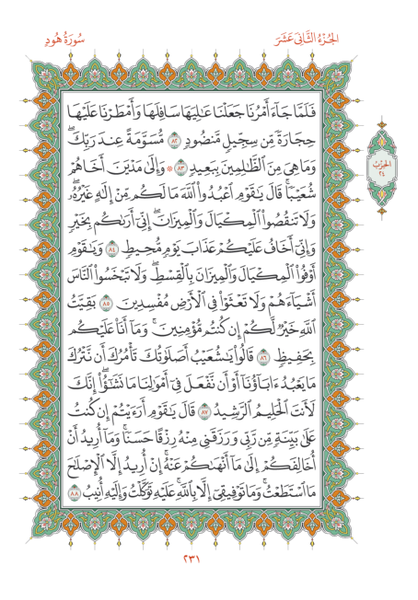 الجُزءُ الثَّانِيَ عَشَرَ
سُورَةُ هُودٍ
فَلَمَّا جَآءَ أَمۡرُنَا جَعَلۡنَا عَٰلِيَهَا سَافِلَهَا وَأَمۡطَرۡنَا عَلَيۡهَا
حِجَارَةٗ مِّن سِجِّيلٖ مَّنضُودٖ ٨٢ مُّسَوَّمَةً عِندَ رَبِّكَۖ
وَمَا هِيَ مِنَ ٱلظَّٰلِمِينَ بِبَعِيدٖ ٨٣ ۞ وَإِلَىٰ مَدۡيَنَ أَخَاهُمۡ
شُعَيۡبٗاۚ قَالَ يَٰقَوۡمِ ٱعۡبُدُواْ ٱللَّهَ مَا لَكُم مِّنۡ إِلَٰهٍ غَيۡرُهُۥۖ
وَلَا تَنقُصُواْ ٱلۡمِكۡيَالَ وَٱلۡمِيزَانَۖ إِنِّيٓ أَرَىٰكُم بِخَيۡرٖ
وَإِنِّيٓ أَخَافُ عَلَيۡكُمۡ عَذَابَ يَوۡمٖ مُّحِيطٖ ٨٤ وَيَٰقَوۡمِ
أَوۡفُواْ ٱلۡمِكۡيَالَ وَٱلۡمِيزَانَ بِٱلۡقِسۡطِۖ وَلَا تَبۡخَسُواْ ٱلنَّاسَ
أَشۡيَآءَهُمۡ وَلَا تَعۡثَوۡاْ فِي ٱلۡأَرۡضِ مُفۡسِدِينَ ٨٥ بَقِيَّتُ
ٱللَّهِ خَيۡرٞ لَّكُمۡ إِن كُنتُم مُّؤۡمِنِينَۚ وَمَآ أَنَا۠ عَلَيۡكُم
بِحَفِيظٖ ٨٦ قَالُواْ يَٰشُعَيۡبُ أَصَلَوٰتُكَ تَأۡمُرُكَ أَن نَّتۡرُكَ
مَا يَعۡبُدُ ءَابَآؤُنَآ أَوۡ أَن نَّفۡعَلَ فِيٓ أَمۡوَٰلِنَا مَا نَشَٰٓؤُاْۖ إِنَّكَ
لَأَنتَ ٱلۡحَلِيمُ ٱلرَّشِيدُ ٨٧ قَالَ يَٰقَوۡمِ أَرَءَيۡتُمۡ إِن كُنتُ
عَلَىٰ بَيِّنَةٖ مِّن رَّبِّي وَرَزَقَنِي مِنۡهُ رِزۡقًا حَسَنٗاۚ وَمَآ أُرِيدُ أَنۡ
أُخَالِفَكُمۡ إِلَىٰ مَآ أَنۡهَىٰكُمۡ عَنۡهُۚ إِنۡ أُرِيدُ إِلَّا ٱلۡإِصۡلَٰحَ
مَا ٱسۡتَطَعۡتُۚ وَمَا تَوۡفِيقِيٓ إِلَّا بِٱللَّهِۚ عَلَيۡهِ تَوَكَّلۡتُ وَإِلَيۡهِ أُنِيبُ ٨٨
الحِزْبُ
٢٤
٢٣١